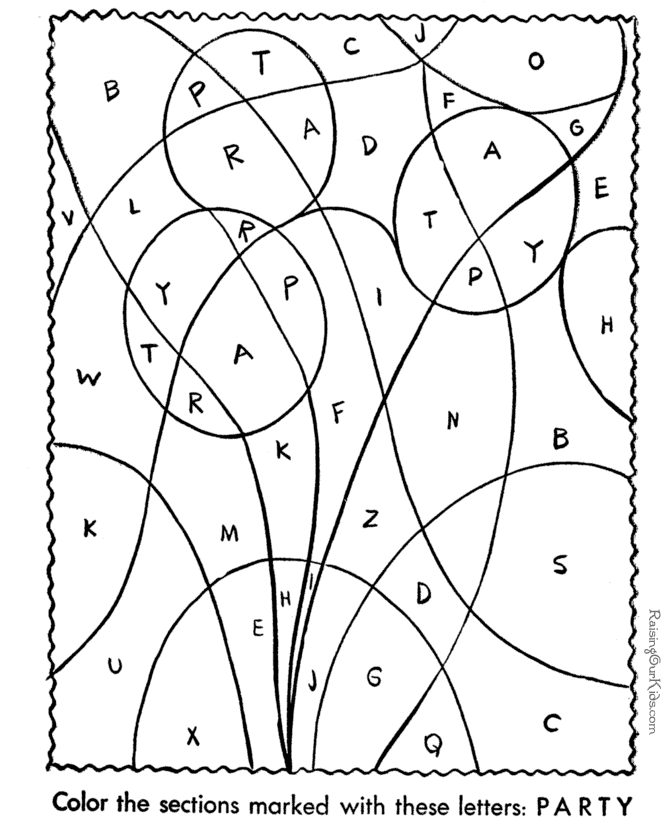 J
C
T
O
B
P
F
G
A
D
A
R
E
V
L
T
R
Y
P
P
Y
I
H
T
A
W
R
F
N
B
K
K
M
Z
S
I
H
D
E
U
J
G
X
Q
C
RaisingOurKids.com
Color the sections marked with these letters: PARTY